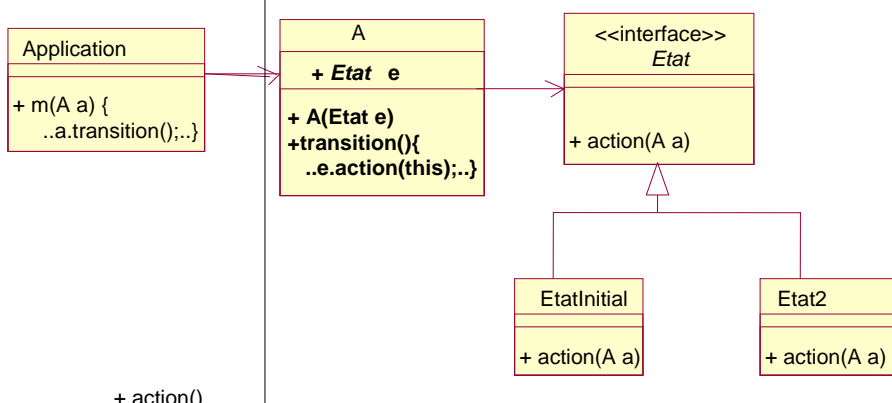 Application
+ m(A a) {
..a.transition();..}
A
+ Etat e
+ A(Etat e)
+transition(){
..e.action(this);..}
<<interface>>
Etat
+ action(A a)
EtatInitial
+ action(A a)
Etat2
+ action(A a)
+ action()